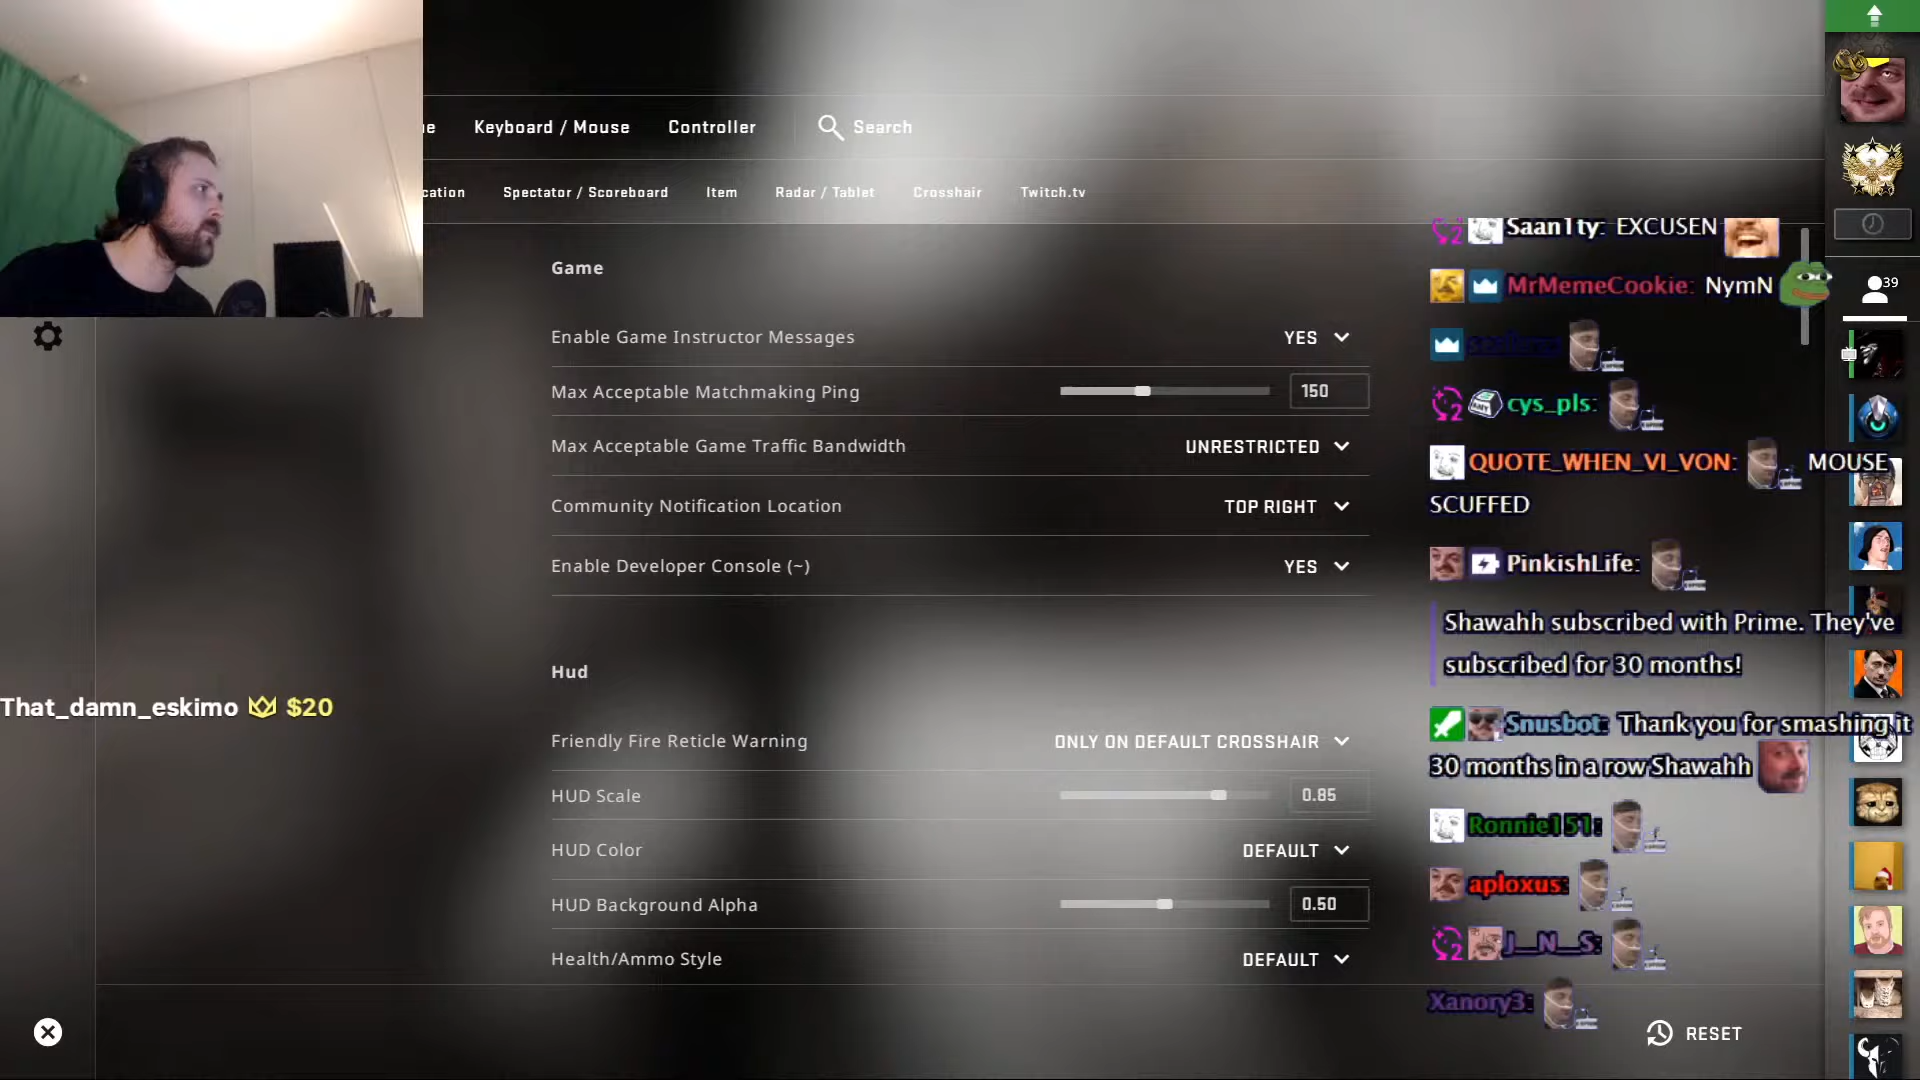 Keyboard / Mouse Controller Search
cation Spectator / Scoreboard Item Radar / Tablet Crosshair Twitch.tv
Game
Enable Game Instructor Messages YES
Max Acceptable Matchmaking Ping 150
Max Acceptable Game Traffic Bandwidth UNRESTRICTED
Community Notification Location TOP RIGHT
Enable Developer Console (~) YES
Hud
Friendly Fire Reticle Warning ONLY ON DEFAULT CROSSHAIR
HUD Scale 0.85
HUD Color DEFAULT
HUD Background Alpha 0.50
Health/Ammo Style DEFAULT
RESET
That_damn_eskimo $20
Saan1ty: EXCUSEN
MrMemeCookie: NymN
cys_pls:
QUOTE_WHEN_VI_VON: MOUSE
SCUFFED
PinkishLife:
Shawahh subscribed with Prime. They've
subscribed for 30 months!
Snusbot: Thank you for smashing it
30 months in a row Shawahh
Ronnie151:
aploxus:
J__N__S:
Xanory3:
39